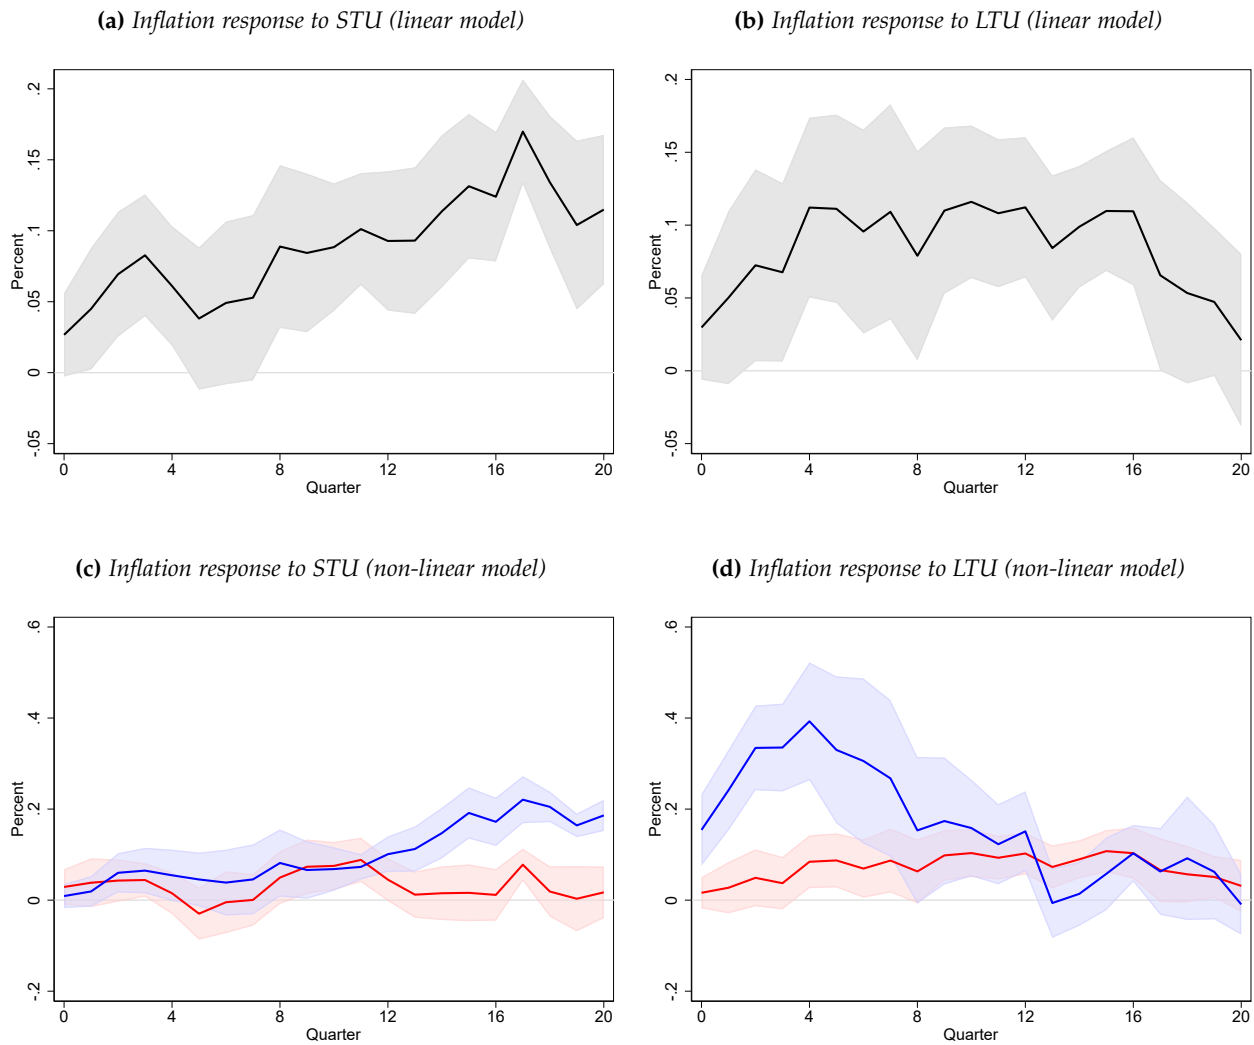 (a) Inflation response to STU (linear model)
.2
.15
.1
.05
0
-.05
Percent
0 4 8 12 16 20
Quarter
(b) Inflation response to LTU (linear model)
.2
.15
.1
.05
0
-.05
Percent
0 4 8 12 16 20
Quarter
(c) Inflation response to STU (non-linear model)
.6
.4
.2
0
-.2
Percent
0 4 8 12 16 20
Quarter
(d) Inflation response to LTU (non-linear model)
.6
.4
.2
0
-.2
Percent
0 4 8 12 16 20
Quarter